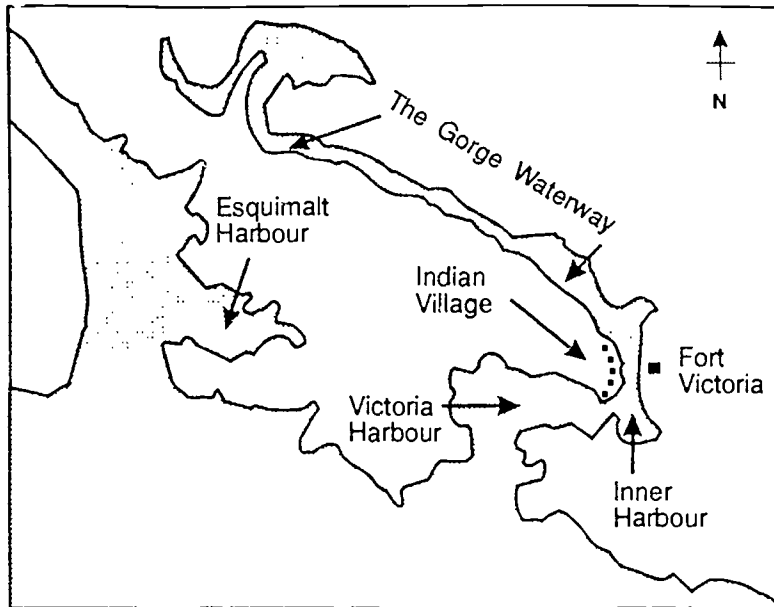 N
The Gorge Waterway
Esquimalt
Harbour
Indian
Village
Fort
Victoria
Victoria
Harbour
Inner
Harbour